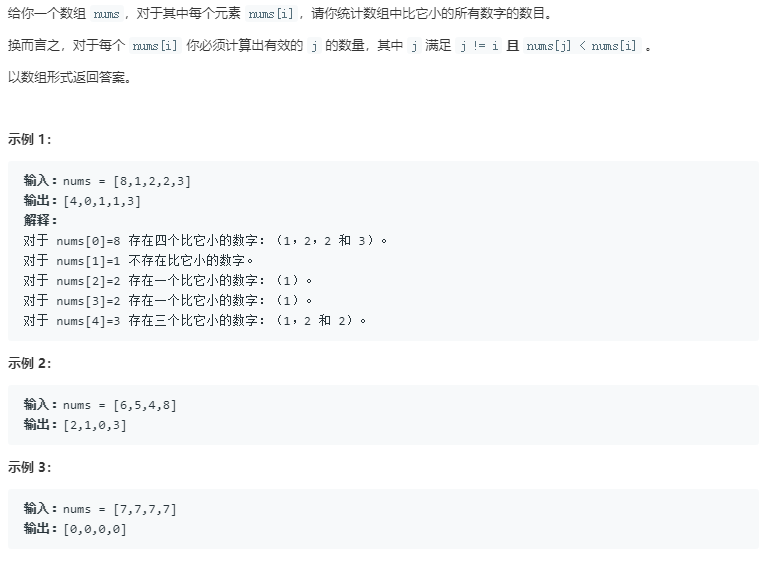 给你一个数组 nums ，对于其中每个元素 nums[i] ，请你统计数组中比它小的所有数字的数目。
换而言之，对于每个 nums[i] 你必须计算出有效的 j 的数量，其中 j 满足 j != i 且 nums[j] < nums[i] 。
以数组形式返回答案。
示例 1：
输入：nums = [8,1,2,2,3]
输出：[4,0,1,1,3]
解释：
对于 nums[0]=8 存在四个比它小的数字：（1，2，2 和 3）。
对于 nums[1]=1 不存在比它小的数字。
对于 nums[2]=2 存在一个比它小的数字：（1）。
对于 nums[3]=2 存在一个比它小的数字：（1）。
对于 nums[4]=3 存在三个比它小的数字：（1，2 和 2）。
示例 2：
输入：nums = [6,5,4,8]
输出：[2,1,0,3]
示例 3：
输入：nums = [7,7,7,7]
输出：[0,0,0,0]